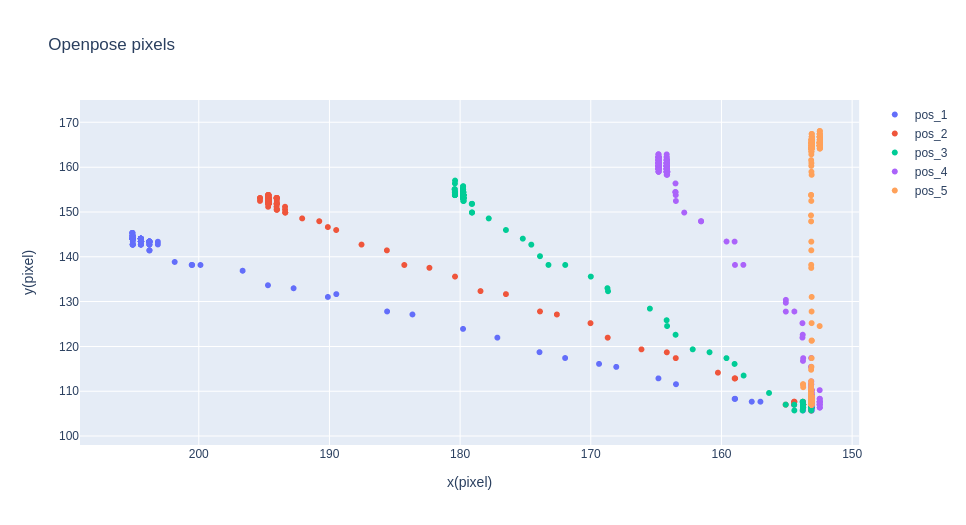 Openpose pixels
170
160
150
140
130
120
110
100
y(pixel)
200
190
180
170
160
150
x(pixel)
pos_1
pos_2
pos_3
pos_4
pos_5